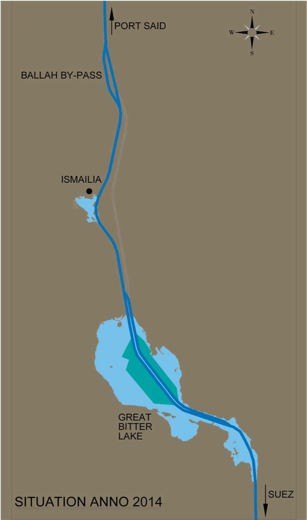 PORT SAID
N
W E
S
BALLAH BY-PASS
ISMAILIA
GREAT
BITTER
LAKE
SUEZ
SITUATION ANNO 2014